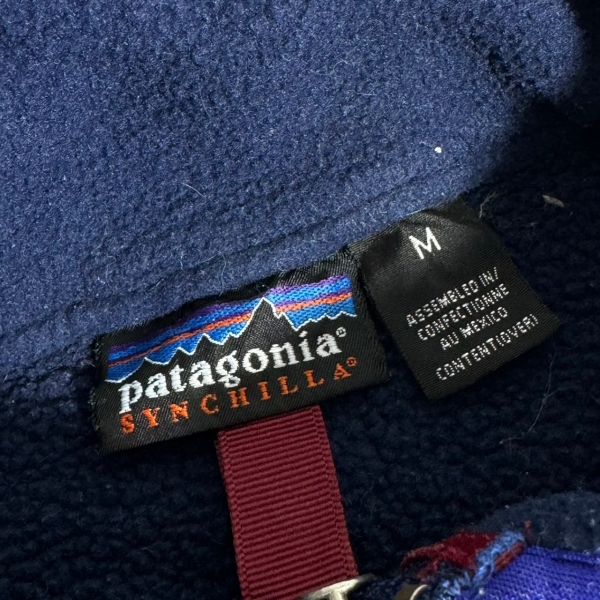 patagonia®
SYNCHILLA®
M
ASSEMBLED IN/
CONFECTIONNE
AU MEXICO
CONTENT(OVER)